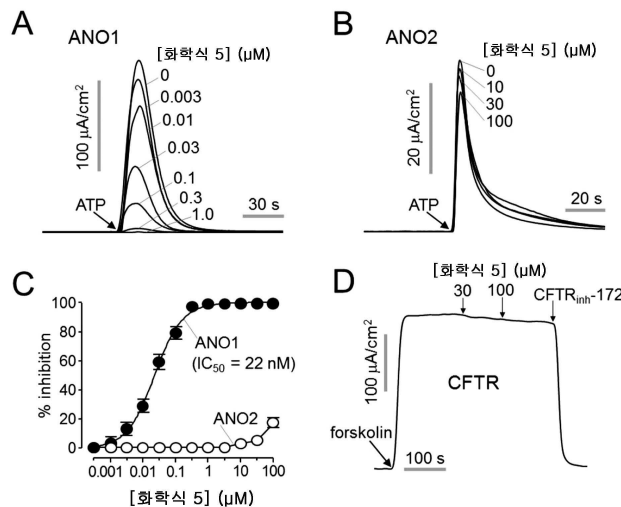 A
ANO1
[화학식 5] (μM)
0
0.003
0.01
0.03
0.1
0.3
1.0
100 μA/cm²
ATP
30 s
B
ANO2
[화학식 5] (μM)
0
10
30
100
20 μA/cm²
ATP
20 s
C
% inhibition
100
80
60
40
20
0
ANO1
(IC₅₀ = 22 nM)
ANO2
0.001 0.01 0.1 1 10 100
[화학식 5] (μM)
D
[화학식 5] (μM)
30 100 CFTRinh-172
100 μA/cm²
CFTR
forskolin
100 s